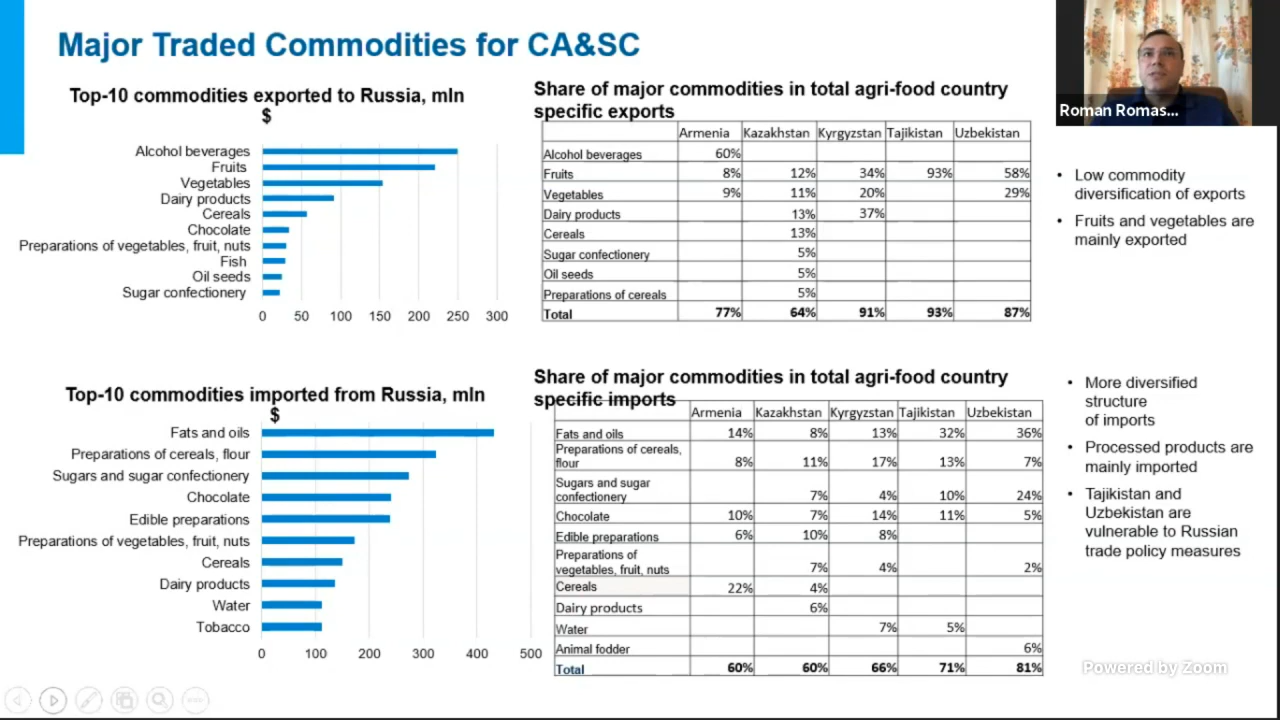 Major Traded Commodities for CA&SC
Top-10 commodities exported to Russia, mln
$
Alcohol beverages
Fruits
Vegetables
Dairy products
Cereals
Chocolate
Preparations of vegetables, fruit, nuts
Fish
Oil seeds
Sugar confectionery
0 50 100 150 200 250 300
Share of major commodities in total agri-food country
specific exports
Armenia Kazakhstan Kyrgyzstan Tajikistan Uzbekistan
Alcohol beverages 60%
Fruits 8% 12% 34% 93% 58%
Vegetables 9% 11% 20% 29%
Dairy products 13% 37%
Cereals 13%
Sugar confectionery 5%
Oil seeds 5%
Preparations of cereals 5%
Total 77% 64% 91% 93% 87%
Roman Romas...
• Low commodity
diversification of exports
• Fruits and vegetables are
mainly exported
Top-10 commodities imported from Russia, mln
$
Fats and oils
Preparations of cereals, flour
Sugars and sugar confectionery
Chocolate
Edible preparations
Preparations of vegetables, fruit, nuts
Cereals
Dairy products
Water
Tobacco
0 100 200 300 400 500
Share of major commodities in total agri-food country
specific imports
Armenia Kazakhstan Kyrgyzstan Tajikistan Uzbekistan
Fats and oils 14% 8% 13% 32% 36%
Preparations of cereals,
flour 8% 11% 17% 13% 7%
Sugars and sugar
confectionery 7% 4% 10% 24%
Chocolate 10% 7% 14% 11% 5%
Edible preparations 6% 10% 8%
Preparations of
vegetables, fruit, nuts 7% 4% 2%
Cereals 22% 4%
Dairy products 6%
Water 7% 5%
Animal fodder 6%
Total 60% 60% 66% 71% 81%
• More diversified
structure
of imports
• Processed products are
mainly imported
• Tajikistan and
Uzbekistan are
vulnerable to Russian
trade policy measures
Powered by Zoom